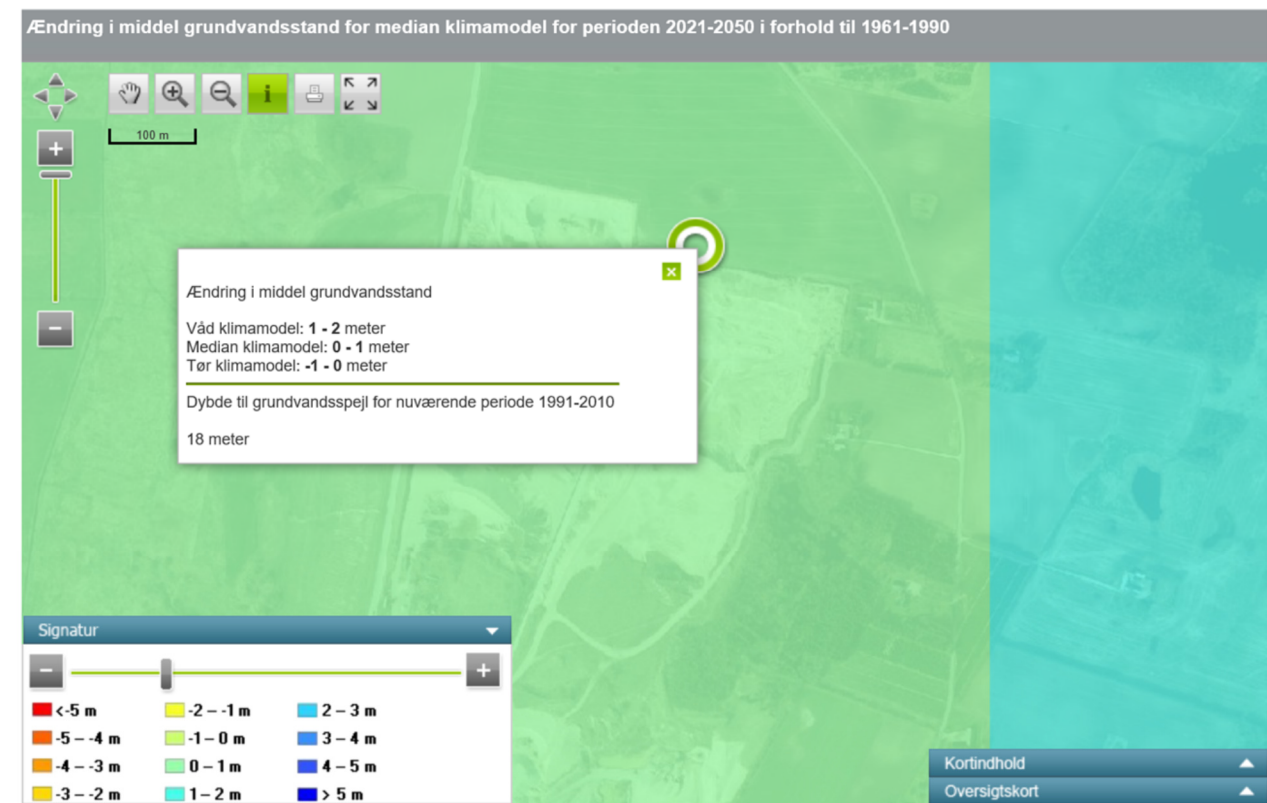 Ændring i middel grundvandsstand for median klimamodel for perioden 2021-2050 i forhold til 1961-1990
i
100 m
Ændring i middel grundvandsstand
Våd klimamodel: 1 - 2 meter
Median klimamodel: 0 - 1 meter
Tør klimamodel: -1 - 0 meter
Dybde til grundvandsspejl for nuværende periode 1991-2010
18 meter
Signatur
<-5 m
-5 – -4 m
-4 – -3 m
-3 – -2 m
-2 – -1 m
-1 – 0 m
0 – 1 m
1 – 2 m
2 – 3 m
3 – 4 m
4 – 5 m
> 5 m
Kortindhold
Oversigtskort